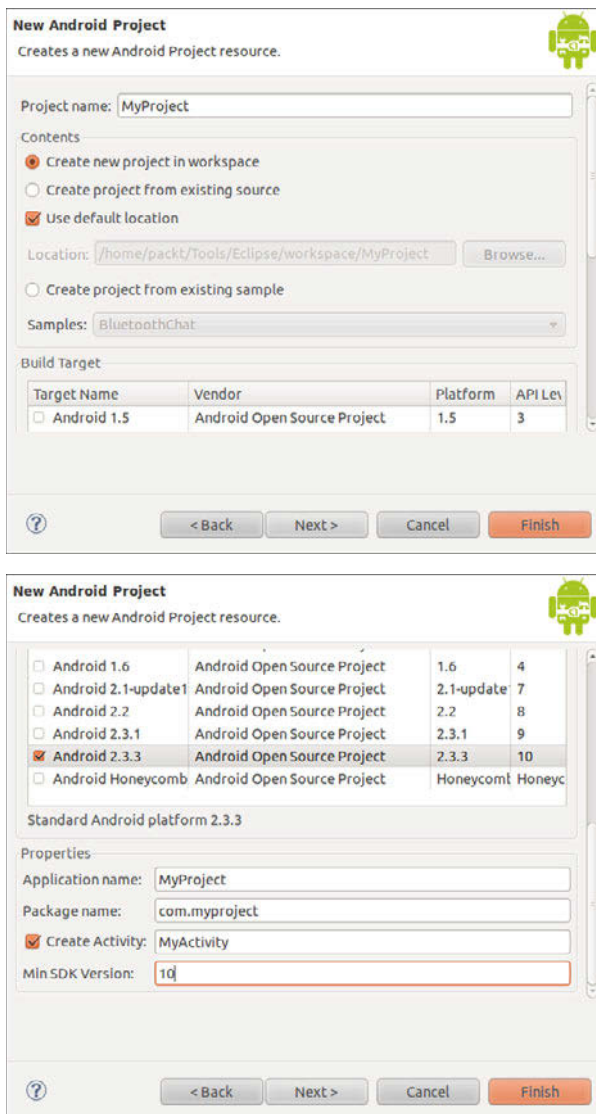 New Android Project
Creates a new Android Project resource.
Project name: MyProject
Contents
Create new project in workspace
Create project from existing source
Use default location
Location: /home/packt/Tools/Eclipse/workspace/MyProject Browse...
Create project from existing sample
Samples: BluetoothChat
Build Target
Target Name Vendor Platform API Lev
Android 1.5 Android Open Source Project 1.5 3
< Back Next > Cancel Finish
New Android Project
Creates a new Android Project resource.
Android 1.6 Android Open Source Project 1.6 4
Android 2.1-update1 Android Open Source Project 2.1-update 7
Android 2.2 Android Open Source Project 2.2 8
Android 2.3.1 Android Open Source Project 2.3.1 9
Android 2.3.3 Android Open Source Project 2.3.3 10
Android Honeycomb Android Open Source Project Honeycomb Honeyc
Standard Android platform 2.3.3
Properties
Application name: MyProject
Package name: com.myproject
Create Activity: MyActivity
Min SDK Version: 10
< Back Next > Cancel Finish